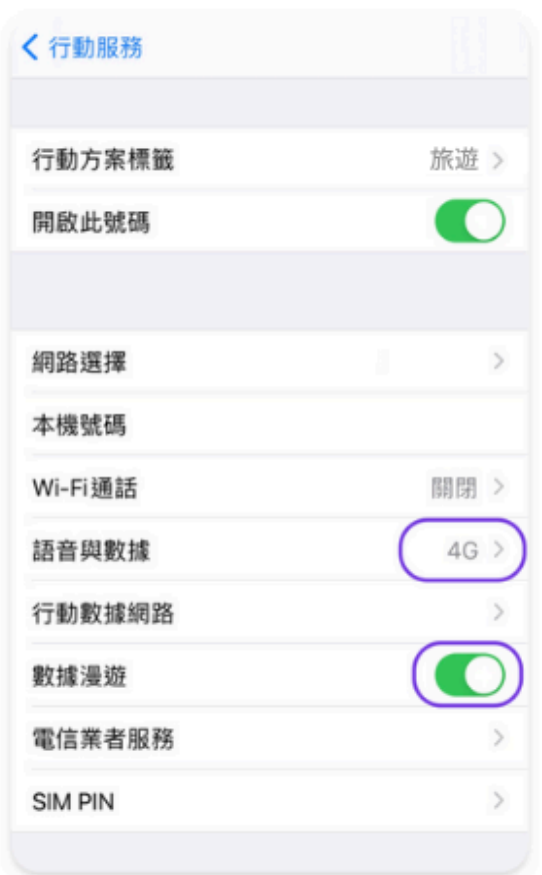 行動服務
行動方案標籤 旅遊
開啟此號碼
網路選擇
本機號碼
Wi-Fi通話 關閉
語音與數據 4G
行動數據網路
數據漫遊
電信業者服務
SIM PIN